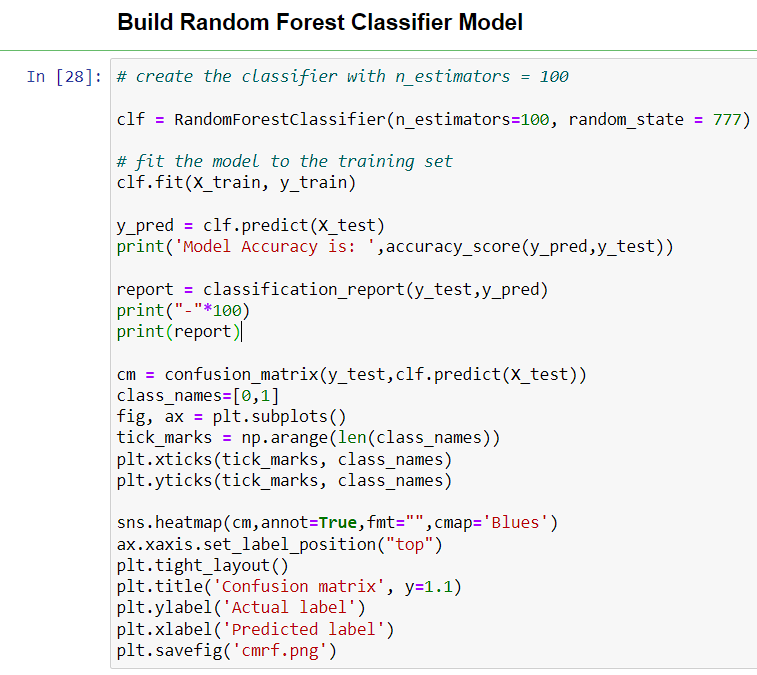 Build Random Forest Classifier Model
In [28]: # create the classifier with n_estimators = 100
clf = RandomForestClassifier(n_estimators=100, random_state = 777)
# fit the model to the training set
clf.fit(X_train, y_train)
y_pred = clf.predict(X_test)
print('Model Accuracy is: ',accuracy_score(y_pred,y_test))
report = classification_report(y_test,y_pred)
print("-"*100)
print(report)
cm = confusion_matrix(y_test,clf.predict(X_test))
class_names=[0,1]
fig, ax = plt.subplots()
tick_marks = np.arange(len(class_names))
plt.xticks(tick_marks, class_names)
plt.yticks(tick_marks, class_names)
sns.heatmap(cm,annot=True,fmt="",cmap='Blues')
ax.xaxis.set_label_position("top")
plt.tight_layout()
plt.title('Confusion matrix', y=1.1)
plt.ylabel('Actual label')
plt.xlabel('Predicted label')
plt.savefig('cmrf.png')